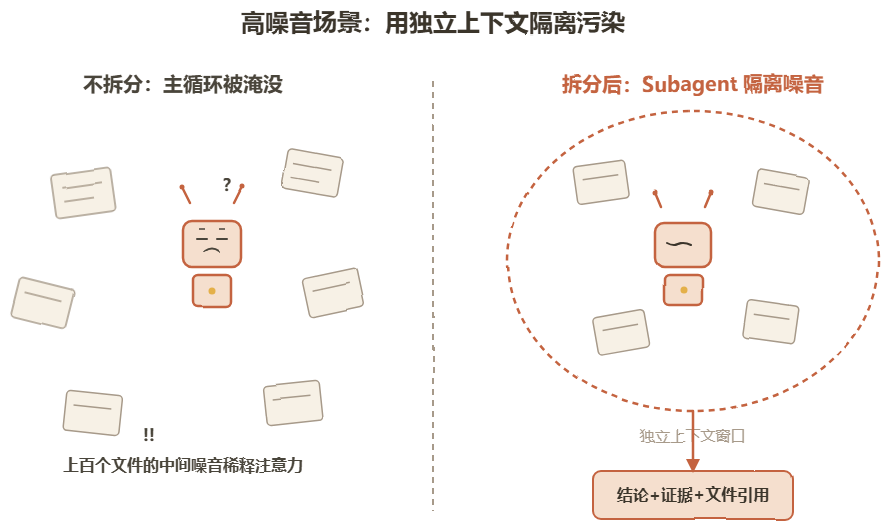 高噪音场景：用独立上下文隔离污染
不拆分：主循环被淹没
?
!!
上百个文件的中间噪音稀释注意力
拆分后：Subagent 隔离噪音
独立上下文窗口
结论+证据+文件引用